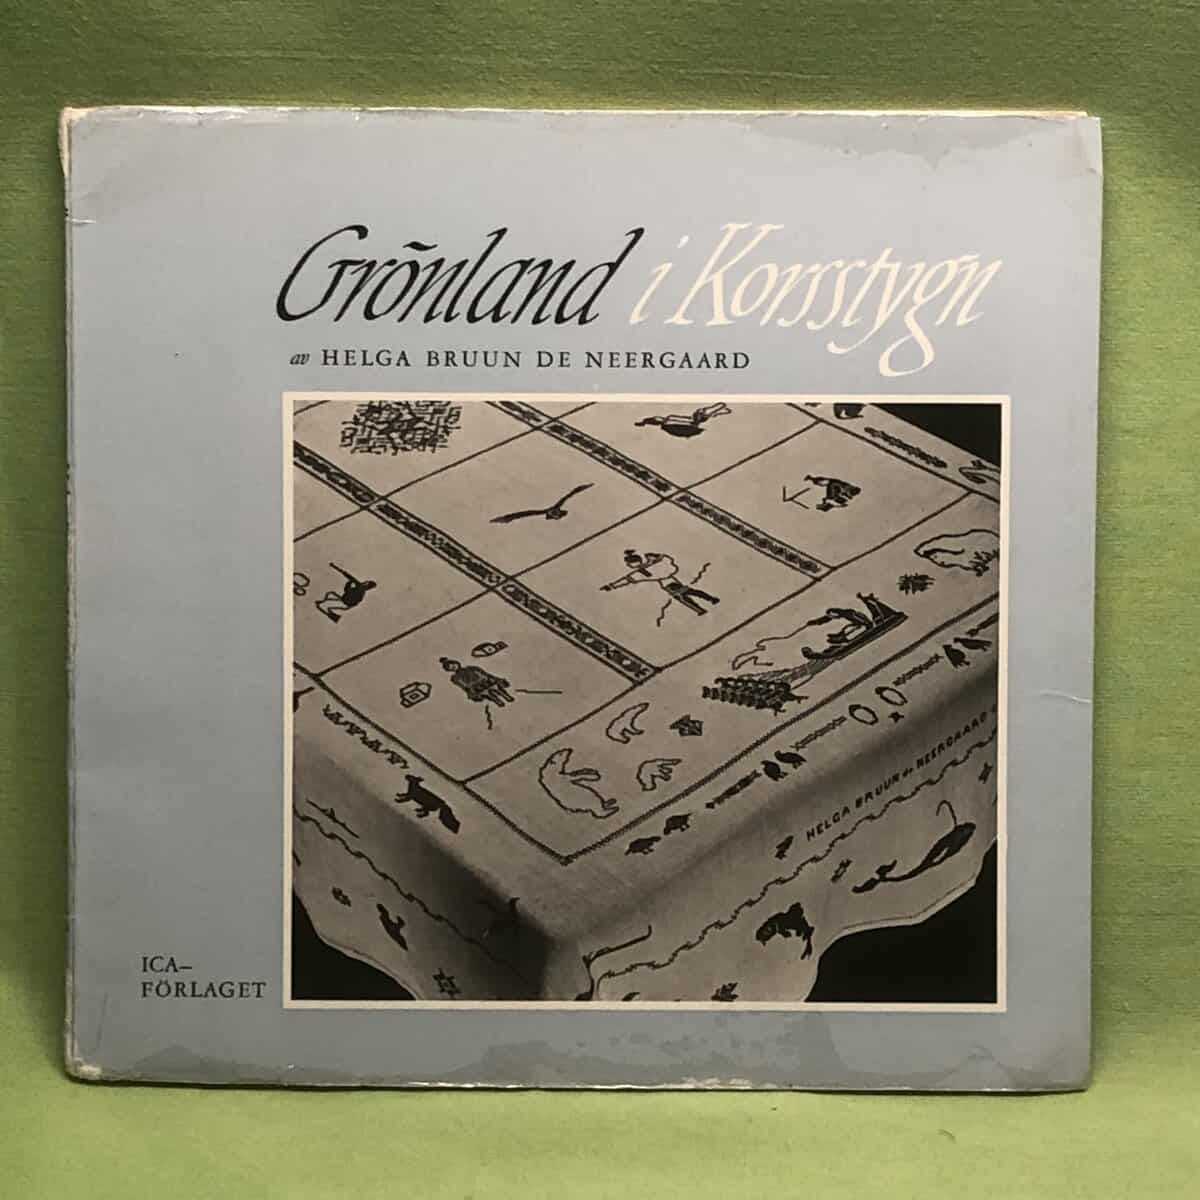 Grönland i Korsstygn
av HELGA BRUUN DE NEERGAARD
HELGA BRUUN de NEERGAARD
ICA-
FÖRLAGET